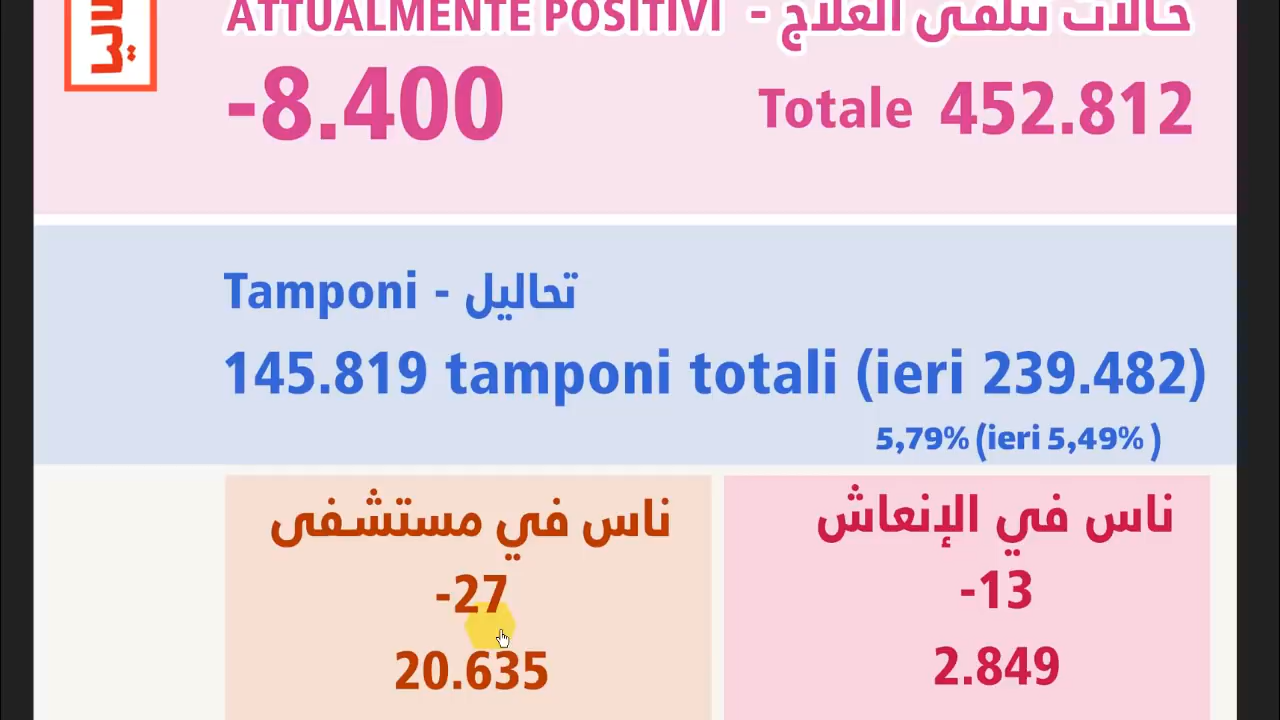 ATTUALMENTE POSITIVI - حالات تتلقى العلاج
-8.400
Totale 452.812
Tamponi - تحاليل
145.819 tamponi totali (ieri 239.482)
5,79% (ieri 5,49% )
ناس في مستشفى
-27
20.635
ناس في الإنعاش
-13
2.849